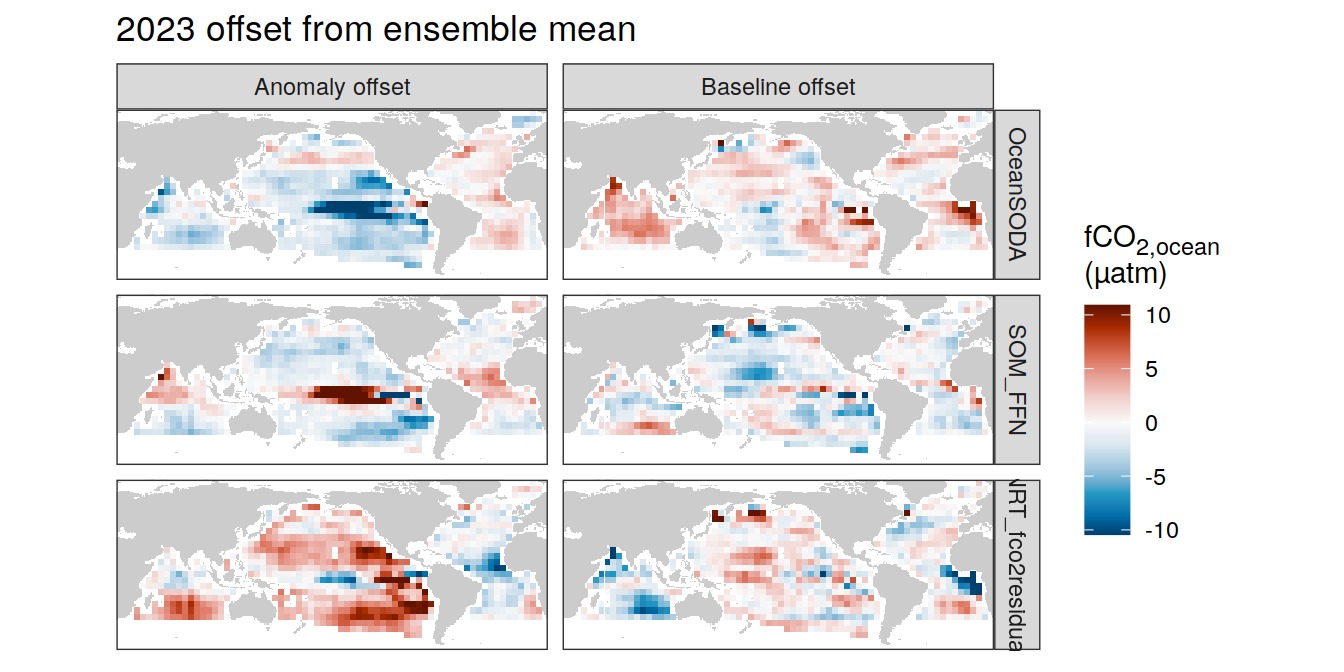 2023 offset from ensemble mean
Anomaly offset
Baseline offset
OceanSODA
SOM_FFN
NRT_fco2residua
fCO2,ocean
(µatm)
10
5
0
-5
-10